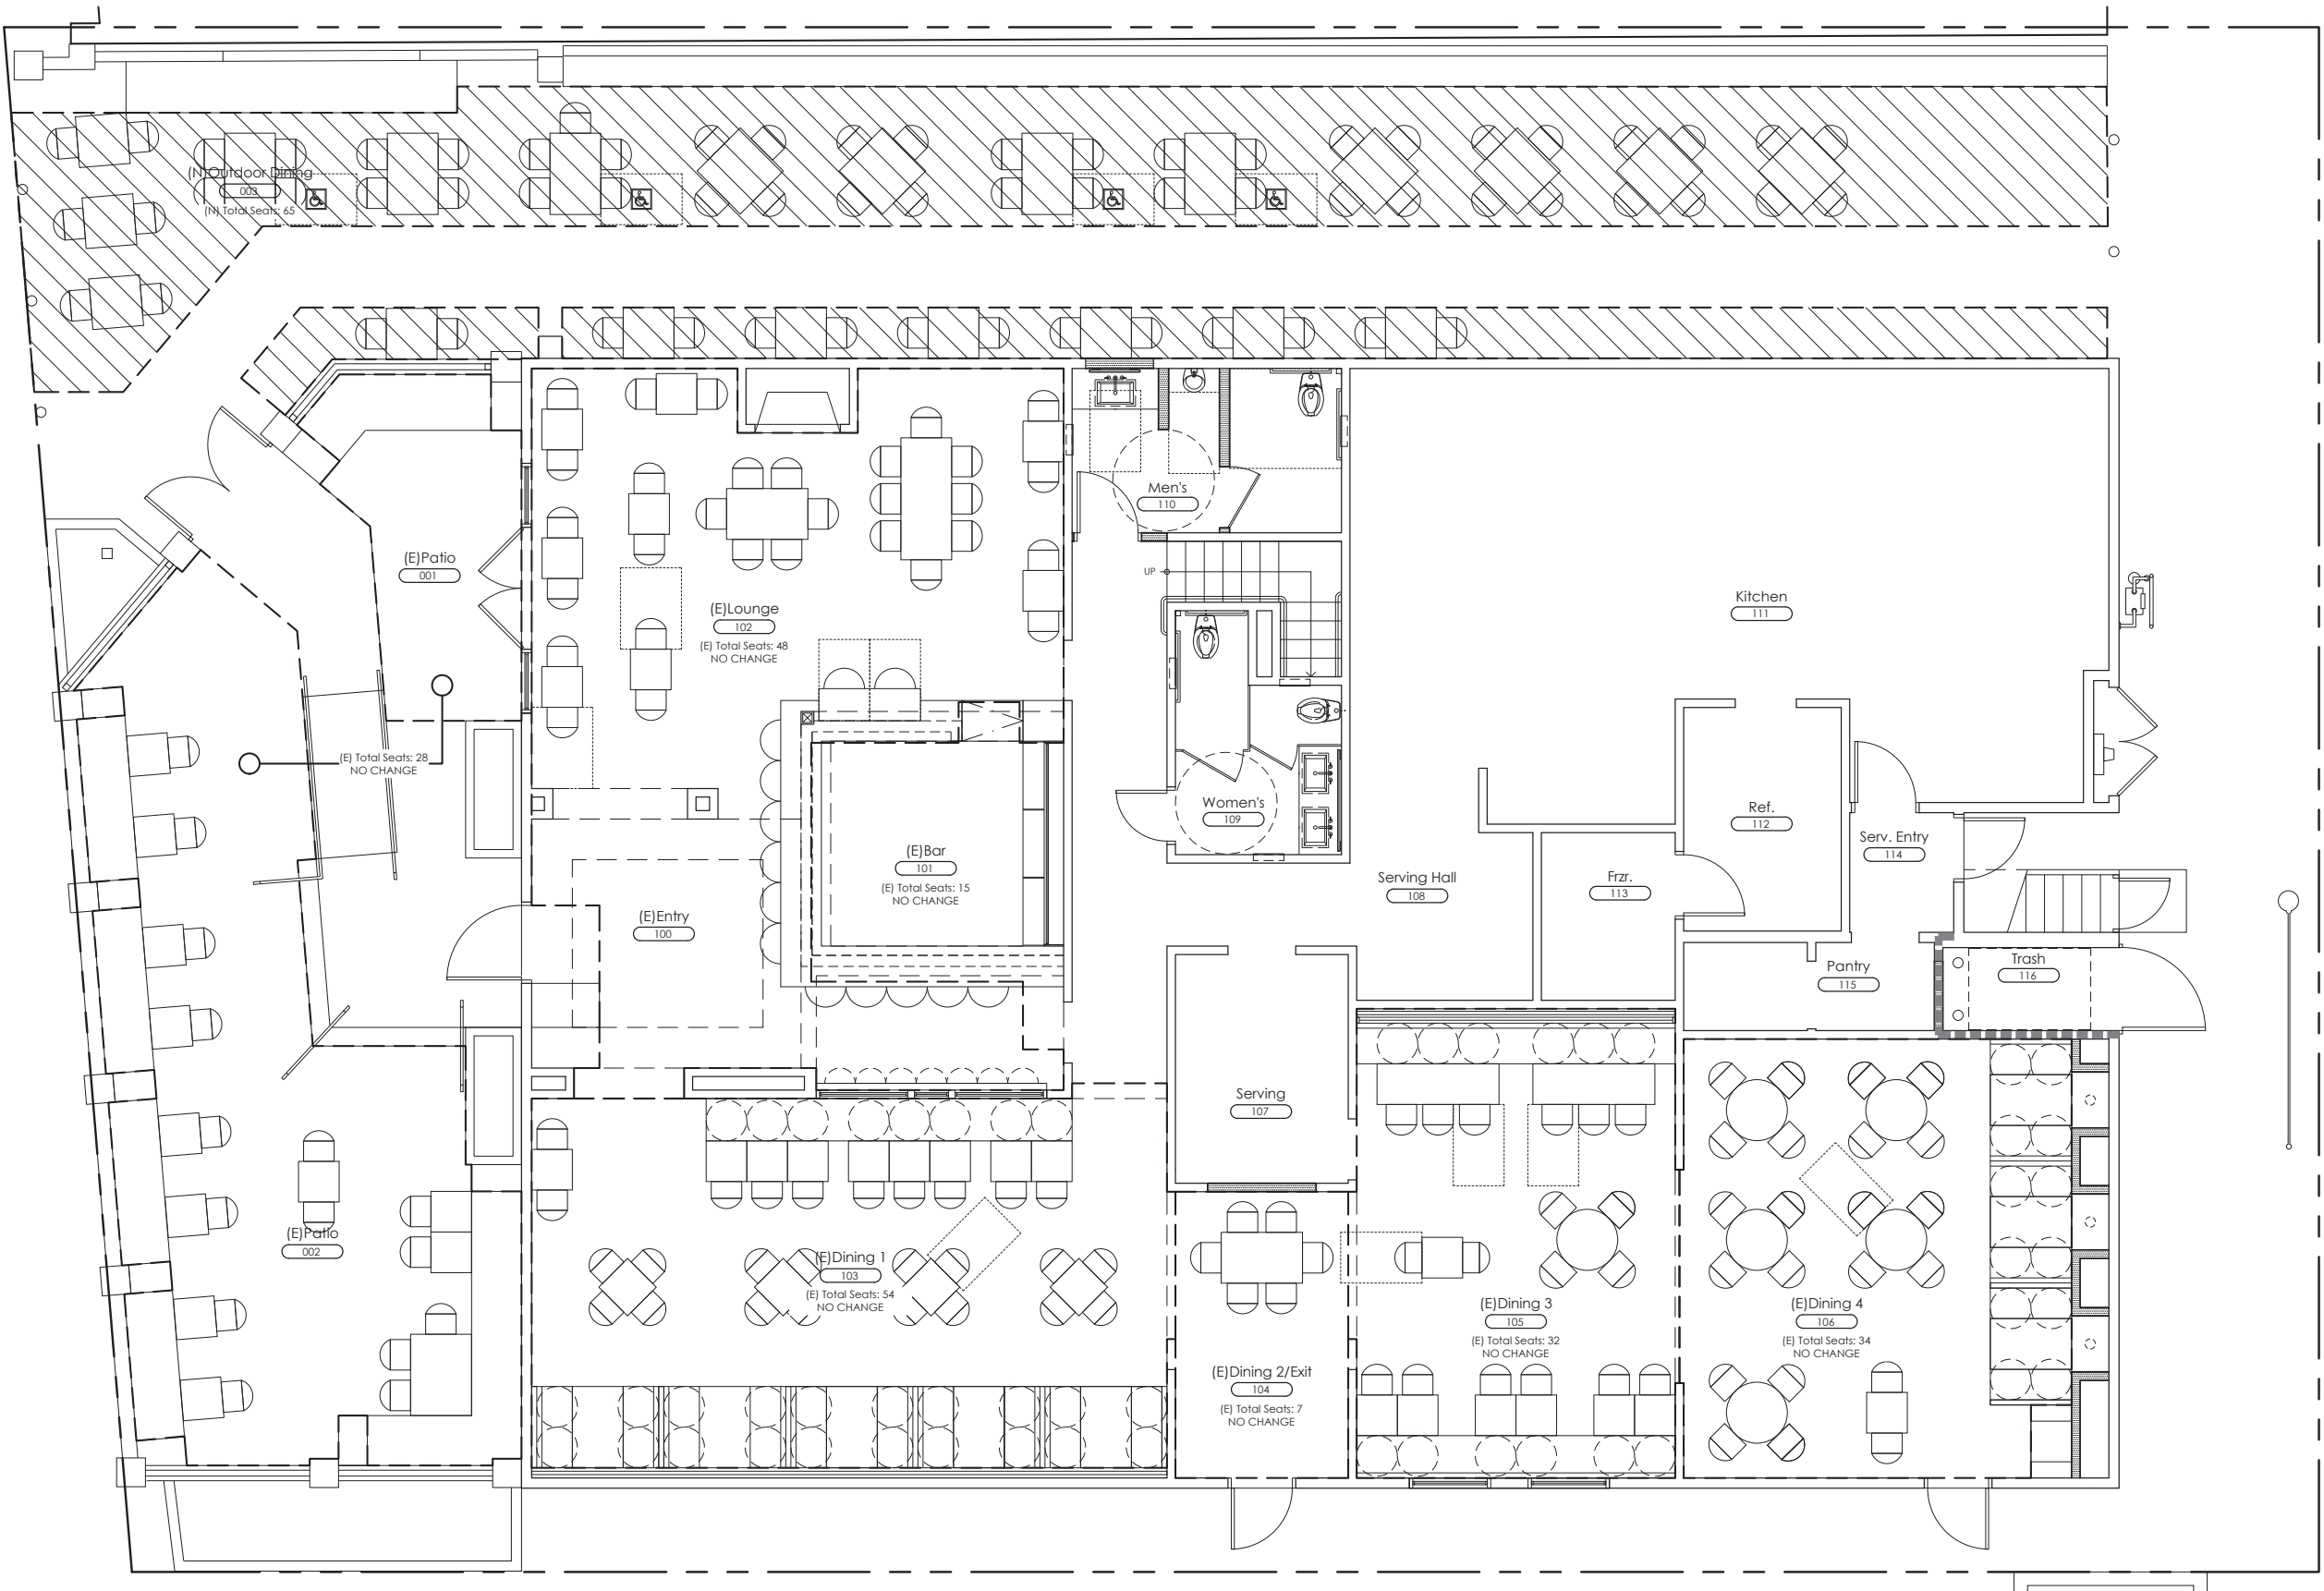 (N)Outdoor Dining
003
(N) Total Seats: 65
(E)Patio
001
(E) Total Seats: 28
NO CHANGE
(E)Patio
002
(E)Lounge
102
(E) Total Seats: 48
NO CHANGE
(E)Entry
100
(E)Bar
101
(E) Total Seats: 15
NO CHANGE
(E)Dining 1
103
(E) Total Seats: 54
NO CHANGE
Men's
110
UP
Women's
109
Serving Hall
108
Serving
107
(E)Dining 2/Exit
104
(E) Total Seats: 7
NO CHANGE
(E)Dining 3
105
(E) Total Seats: 32
NO CHANGE
(E)Dining 4
106
(E) Total Seats: 34
NO CHANGE
Kitchen
111
Ref.
112
Frzr.
113
Serv. Entry
114
Pantry
115
Trash
116